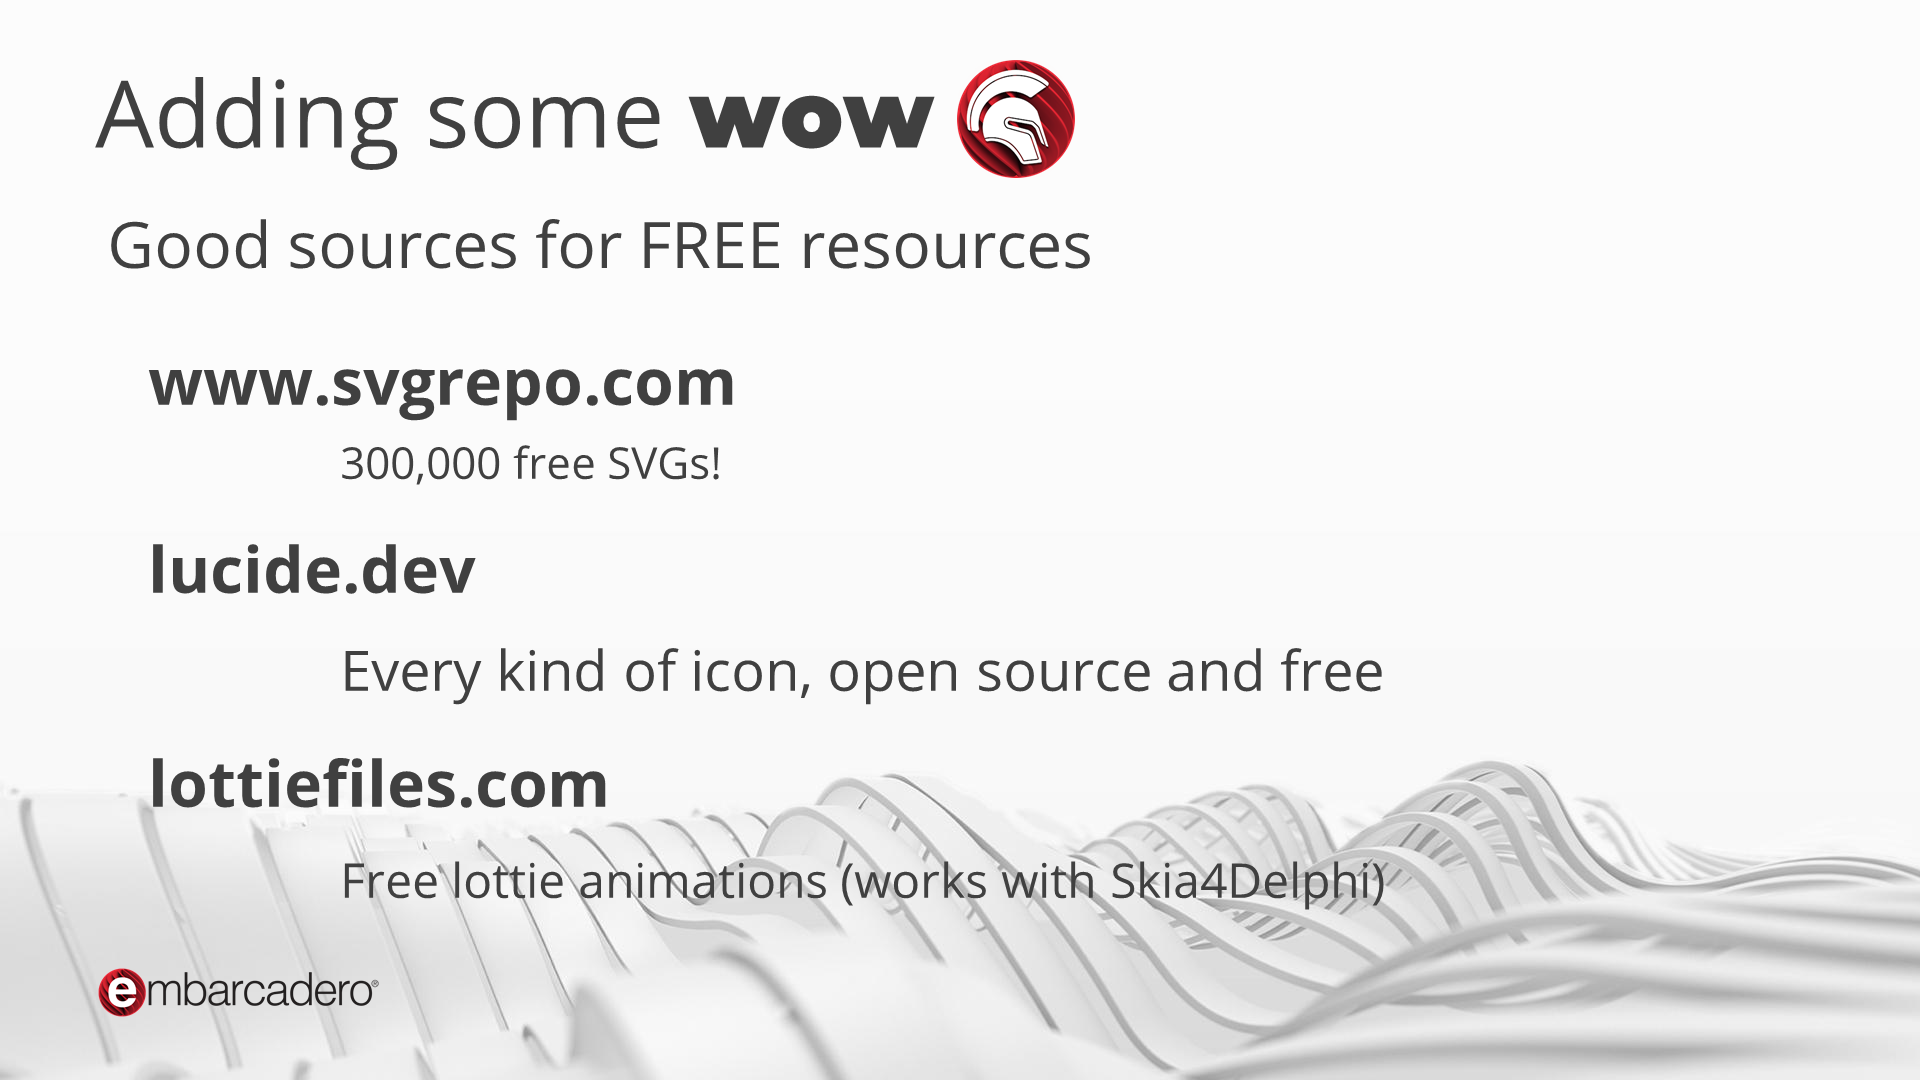 Adding some wow
Good sources for FREE resources
www.svgrepo.com
300,000 free SVGs!
lucide.dev
Every kind of icon, open source and free
lottiefiles.com
Free lottie animations (works with Skia4Delphi)
embarcadero®